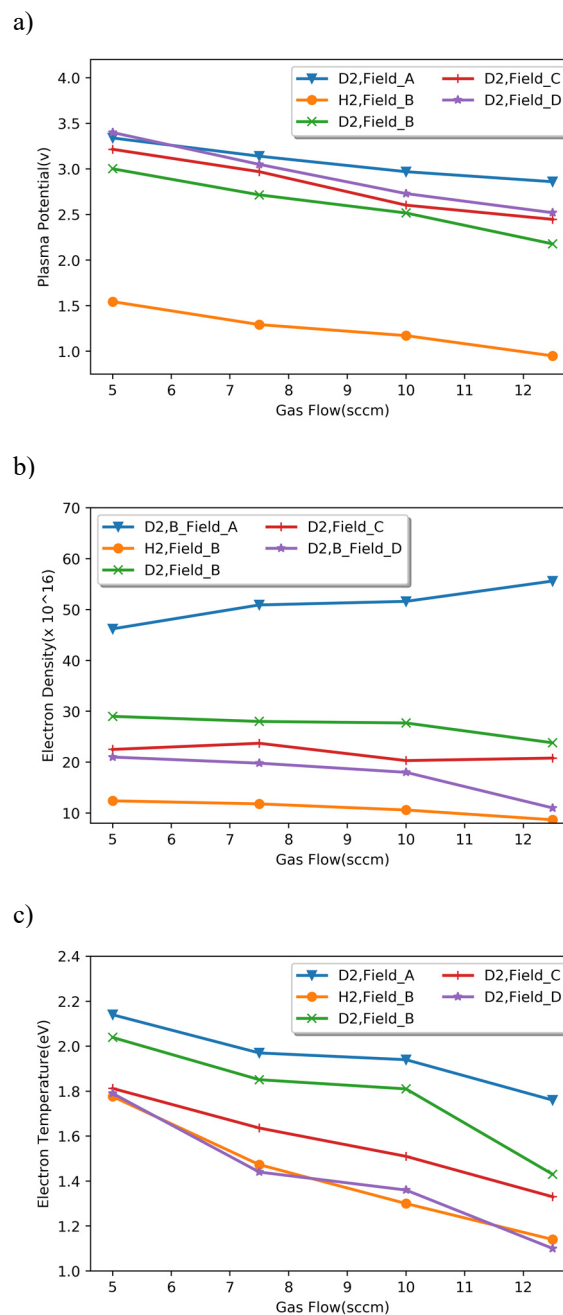 a)
4.0
3.5
3.0
2.5
2.0
1.5
1.0
Plasma Potential(v)
D2,Field_A
H2,Field_B
D2,Field_B
D2,Field_C
D2,Field_D
5 6 7 8 9 10 11 12
Gas Flow(sccm)
b)
70
60
50
40
30
20
10
Electron Density(x 10^16)
D2,B_Field_A
H2,Field_B
D2,Field_B
D2,Field_C
D2,B_Field_D
5 6 7 8 9 10 11 12
Gas Flow(sccm)
c)
2.4
2.2
2.0
1.8
1.6
1.4
1.2
1.0
Electron Temperature(eV)
D2,Field_A
H2,Field_B
D2,Field_B
D2,Field_C
D2,Field_D
5 6 7 8 9 10 11 12
Gas Flow(sccm)